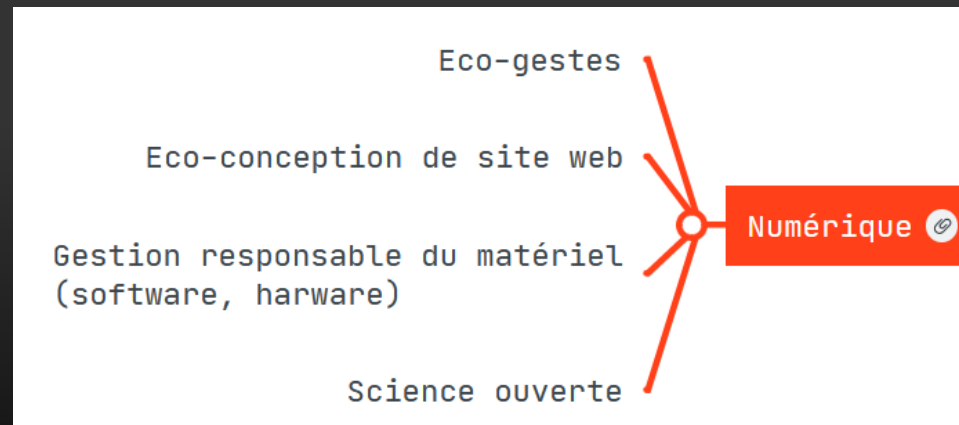 Eco-gestes
Eco-conception de site web
Numérique
Gestion responsable du matériel
(software, harware)
Science ouverte